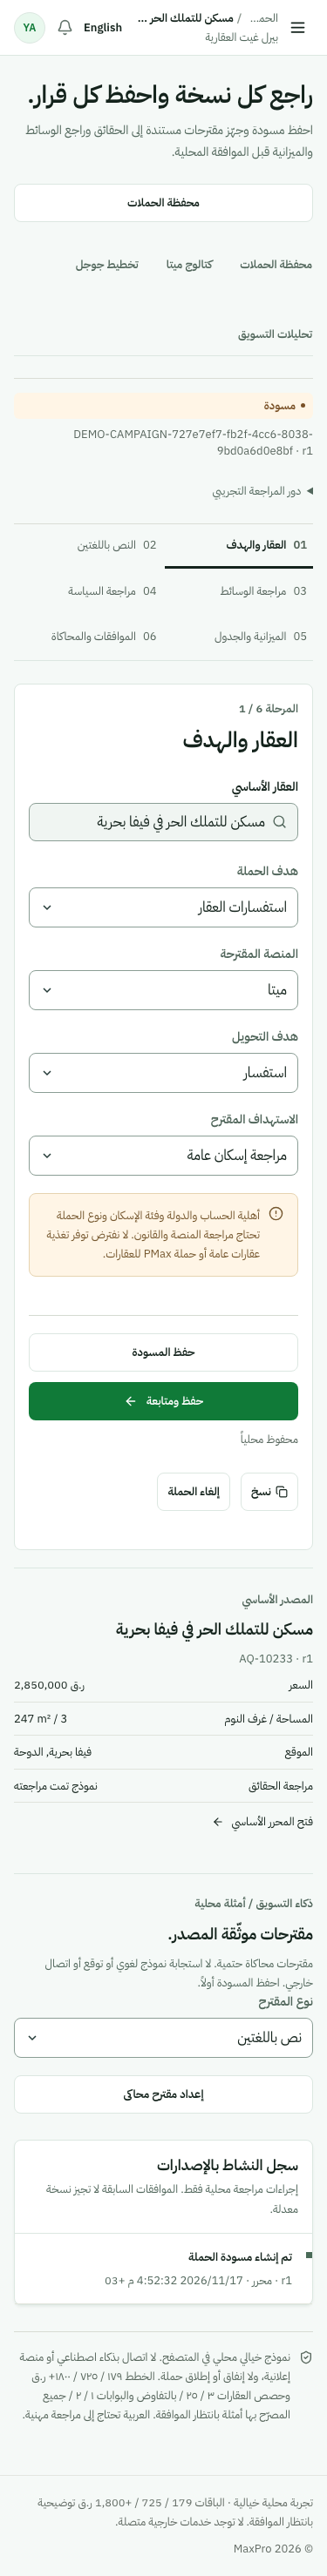 الحمـ... / مسكن للتملك الحر ...
بيرل غيت العقارية
English
YA
راجع كل نسخة واحفظ كل قرار.
احفظ مسودة وجهّز مقترحات مستندة إلى الحقائق وراجع الوسائط
والميزانية قبل الموافقة المحلية.
محفظة الحملات
محفظة الحملات
كتالوج ميتا
تخطيط جوجل
تحليلات التسويق
• مسودة
DEMO-CAMPAIGN-727e7ef7-fb2f-4cc6-8038-
9bd0a6d0e8bf · r1
دور المراجعة التجريبي
01 العقار والهدف
02 النص باللغتين
03 مراجعة الوسائط
04 مراجعة السياسة
05 الميزانية والجدول
06 الموافقات والمحاكاة
المرحلة 6 / 1
العقار والهدف
العقار الأساسي
مسكن للتملك الحر في فيفا بحرية
هدف الحملة
استفسارات العقار
المنصة المقترحة
ميتا
هدف التحويل
استفسار
الاستهداف المقترح
مراجعة إسكان عامة
أهلية الحساب والدولة وفئة الإسكان ونوع الحملة
تحتاج مراجعة المنصة والقانون. لا نفترض توفر تغذية
عقارات عامة أو حملة PMax للعقارات.
حفظ المسودة
حفظ ومتابعة
محفوظ محلياً
نسخ
إلغاء الحملة
المصدر الأساسي
مسكن للتملك الحر في فيفا بحرية
AQ-10233 · r1
السعر
2,850,000 ر.ق
المساحة / غرف النوم
247 m² / 3
الموقع
فيفا بحرية, الدوحة
مراجعة الحقائق
نموذج تمت مراجعته
فتح المحرر الأساسي
ذكاء التسويق / أمثلة محلية
مقترحات موثّقة المصدر.
مقترحات محاكاة حتمية. لا استجابة نموذج لغوي أو توقع أو اتصال
خارجي. احفظ المسودة أولاً.
نوع المقترح
نص باللغتين
إعداد مقترح محاكى
سجل النشاط بالإصدارات
إجراءات مراجعة محلية فقط. الموافقات السابقة لا تجيز نسخة
معدلة.
تم إنشاء مسودة الحملة
r1 · محرر · 2026/11/17 4:52:32 م +03
نموذج خيالي محلي في المتصفح. لا اتصال بذكاء اصطناعي أو منصة
إعلانية، ولا إنفاق أو إطلاق حملة. الخطط ١٧٩ / ٧٢٥ / ١٨٠٠+ ر.ق
وحصص العقارات ٣ / ٢٥ / بالتفاوض والبوابات ١ / ٢ / جميع
المصرّح بها أمثلة بانتظار الموافقة. العربية تحتاج إلى مراجعة مهنية.
تجربة محلية خيالية · الباقات 179 / 725 / +1,800 ر.ق توضيحية
بانتظار الموافقة. لا توجد خدمات خارجية متصلة.
© 2026 MaxPro